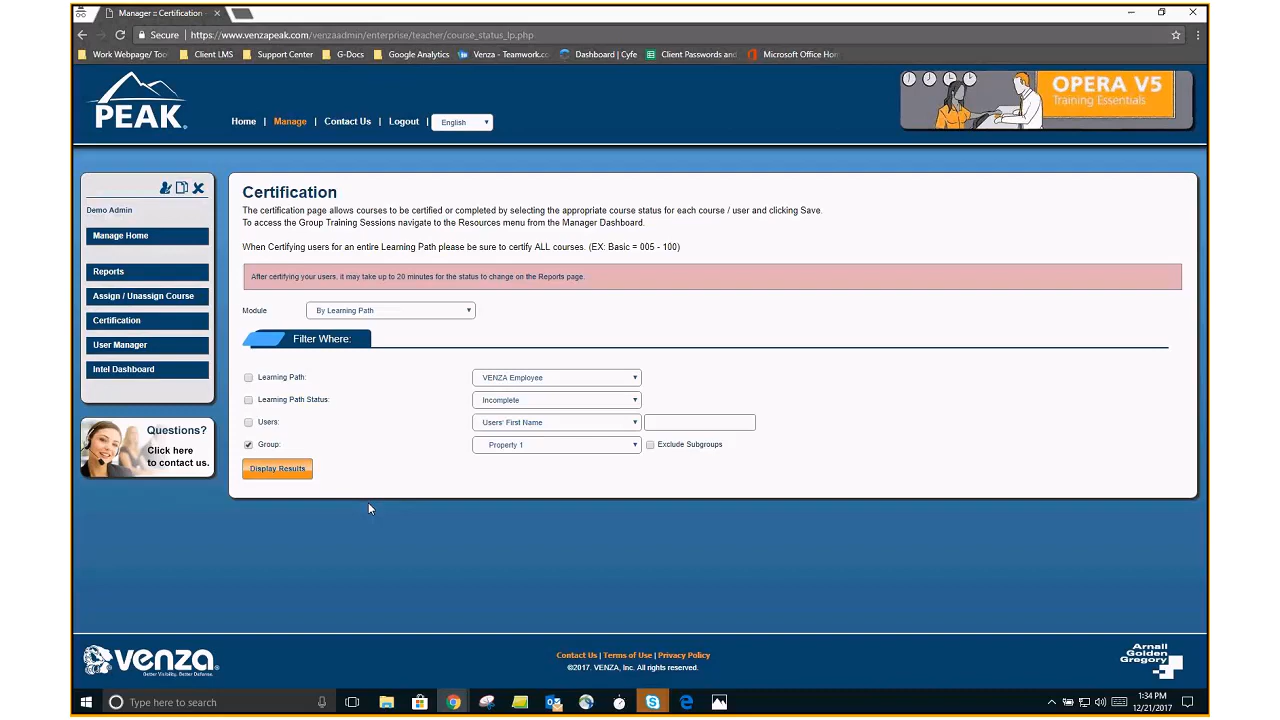 Manager :: Certification
Secure | https://www.venzapeak.com/venzaadmin/enterprise/teacher/course_status_lp.php
Work Webpage/ Too Client LMS Support Center G-Docs Google Analytics Venza - Teamwork.co Dashboard | Cyfe Client Passwords and Microsoft Office Hom
OPERA V5
Training Essentials
PEAK
Home | Manage | Contact Us | Logout | English
Demo Admin
Manage Home
Reports
Assign / Unassign Course
Certification
User Manager
Intel Dashboard
Questions?
Click here
to contact us.
Certification
The certification page allows courses to be certified or completed by selecting the appropriate course status for each course / user and clicking Save.
To access the Group Training Sessions navigate to the Resources menu from the Manager Dashboard.
When Certifying users for an entire Learning Path please be sure to certify ALL courses. (EX: Basic = 005 - 100)
After certifying your users, it may take up to 20 minutes for the status to change on the Reports page.
Module By Learning Path
Filter Where:
Learning Path: VENZA Employee
Learning Path Status: Incomplete
Users: Users' First Name
Group: Property 1 Exclude Subgroups
Display Results
venza
Better Visibility. Better Defense.
Contact Us | Terms of Use | Privacy Policy
©2017. VENZA, Inc. All rights reserved.
Arnall
Golden
Gregory
Type here to search
1:34 PM
12/21/2017